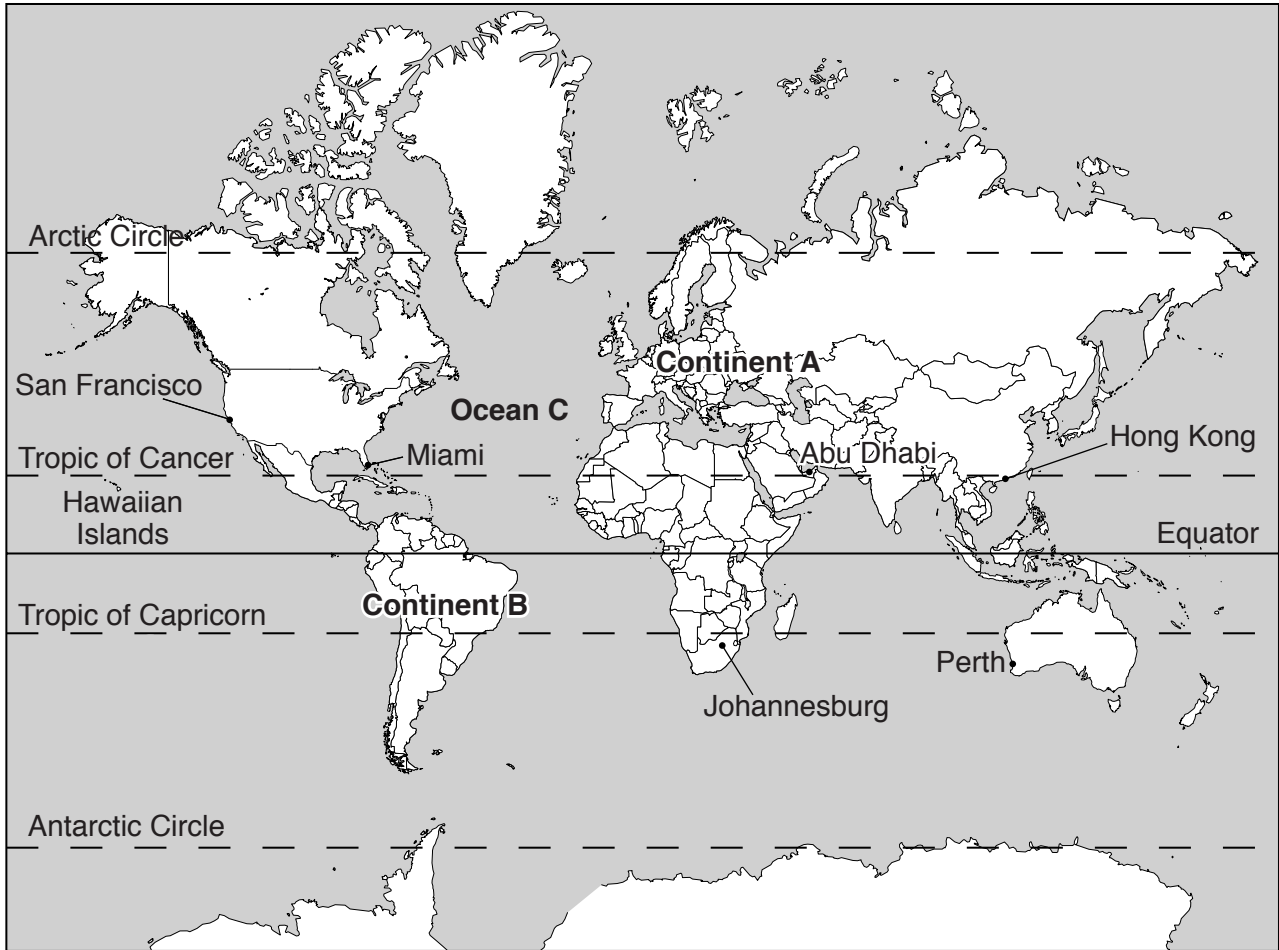 Arctic Circle
Continent A
San Francisco
Ocean C
Hong Kong
Miami
Abu Dhabi
Tropic of Cancer
Hawaiian
Islands
Equator
Continent B
Tropic of Capricorn
Perth
Johannesburg
Antarctic Circle